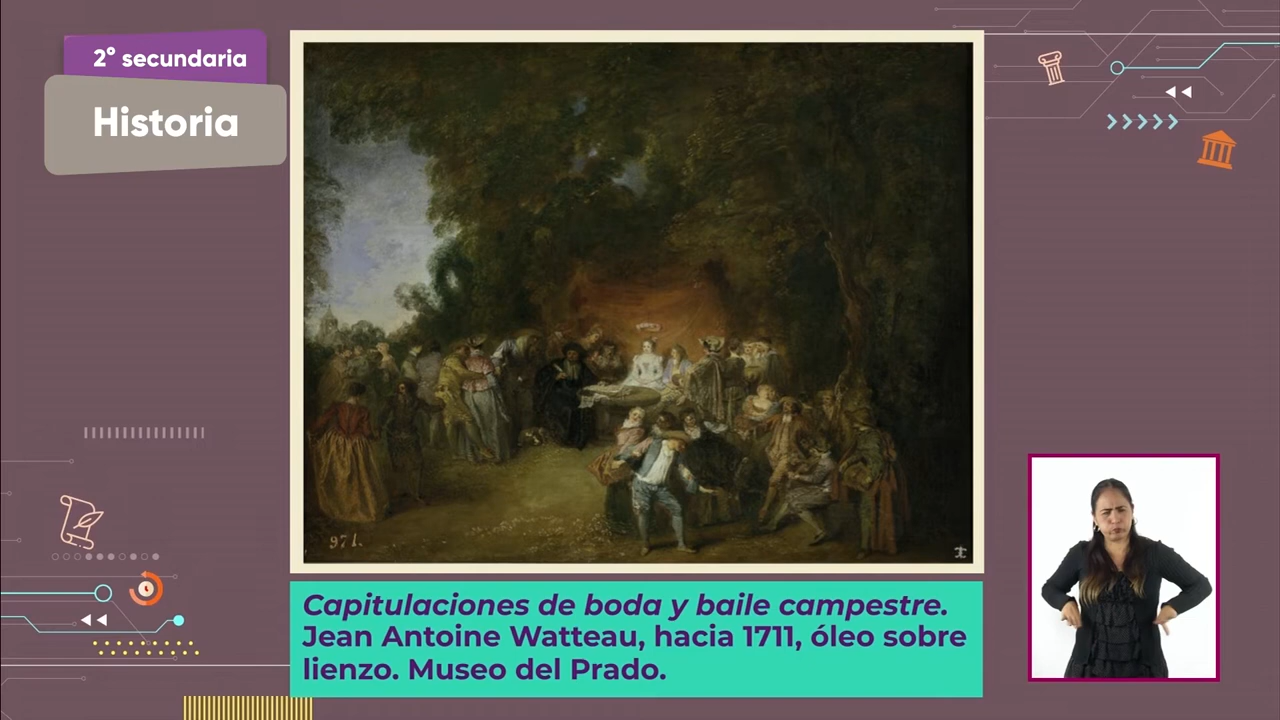 2° secundaria
Historia
971.
Capitulaciones de boda y baile campestre.
Jean Antoine Watteau, hacia 1711, óleo sobre
lienzo. Museo del Prado.